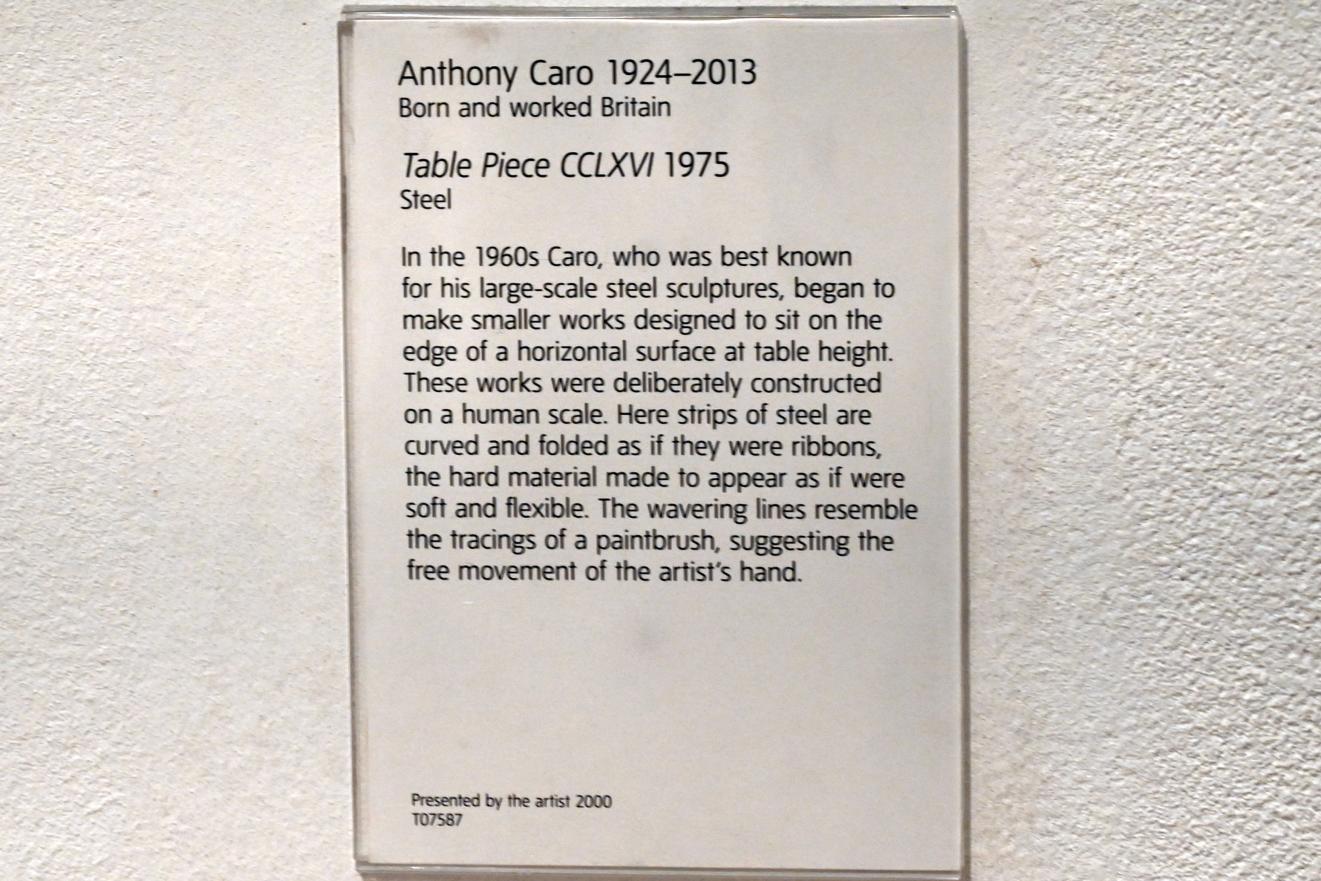 Anthony Caro 1924–2013
Born and worked Britain
Table Piece CCLXVI 1975
Steel
In the 1960s Caro, who was best known
for his large-scale steel sculptures, began to
make smaller works designed to sit on the
edge of a horizontal surface at table height.
These works were deliberately constructed
on a human scale. Here strips of steel are
curved and folded as if they were ribbons,
the hard material made to appear as if were
soft and flexible. The wavering lines resemble
the tracings of a paintbrush, suggesting the
free movement of the artist's hand.
Presented by the artist 2000
T07587